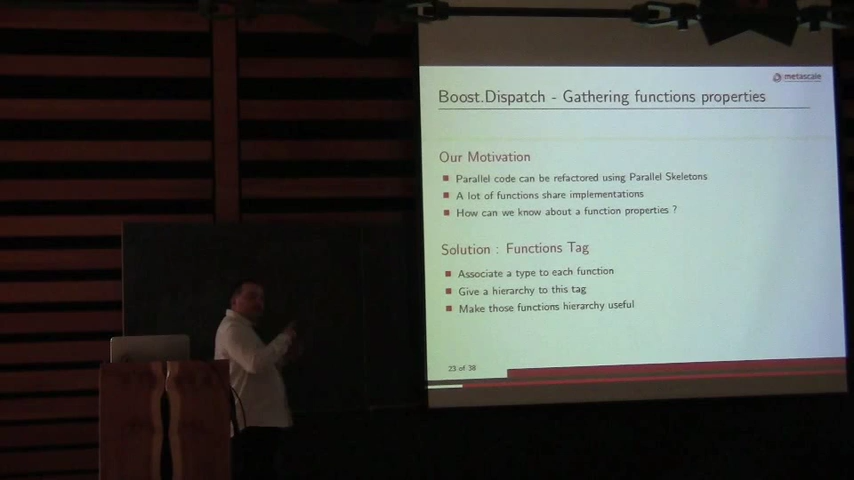 metascale
Boost.Dispatch - Gathering functions properties
Our Motivation
Parallel code can be refactored using Parallel Skeletons
A lot of functions share implementations
How can we know about a function properties ?
Solution : Functions Tag
Associate a type to each function
Give a hierarchy to this tag
Make those functions hierarchy useful
23 of 38